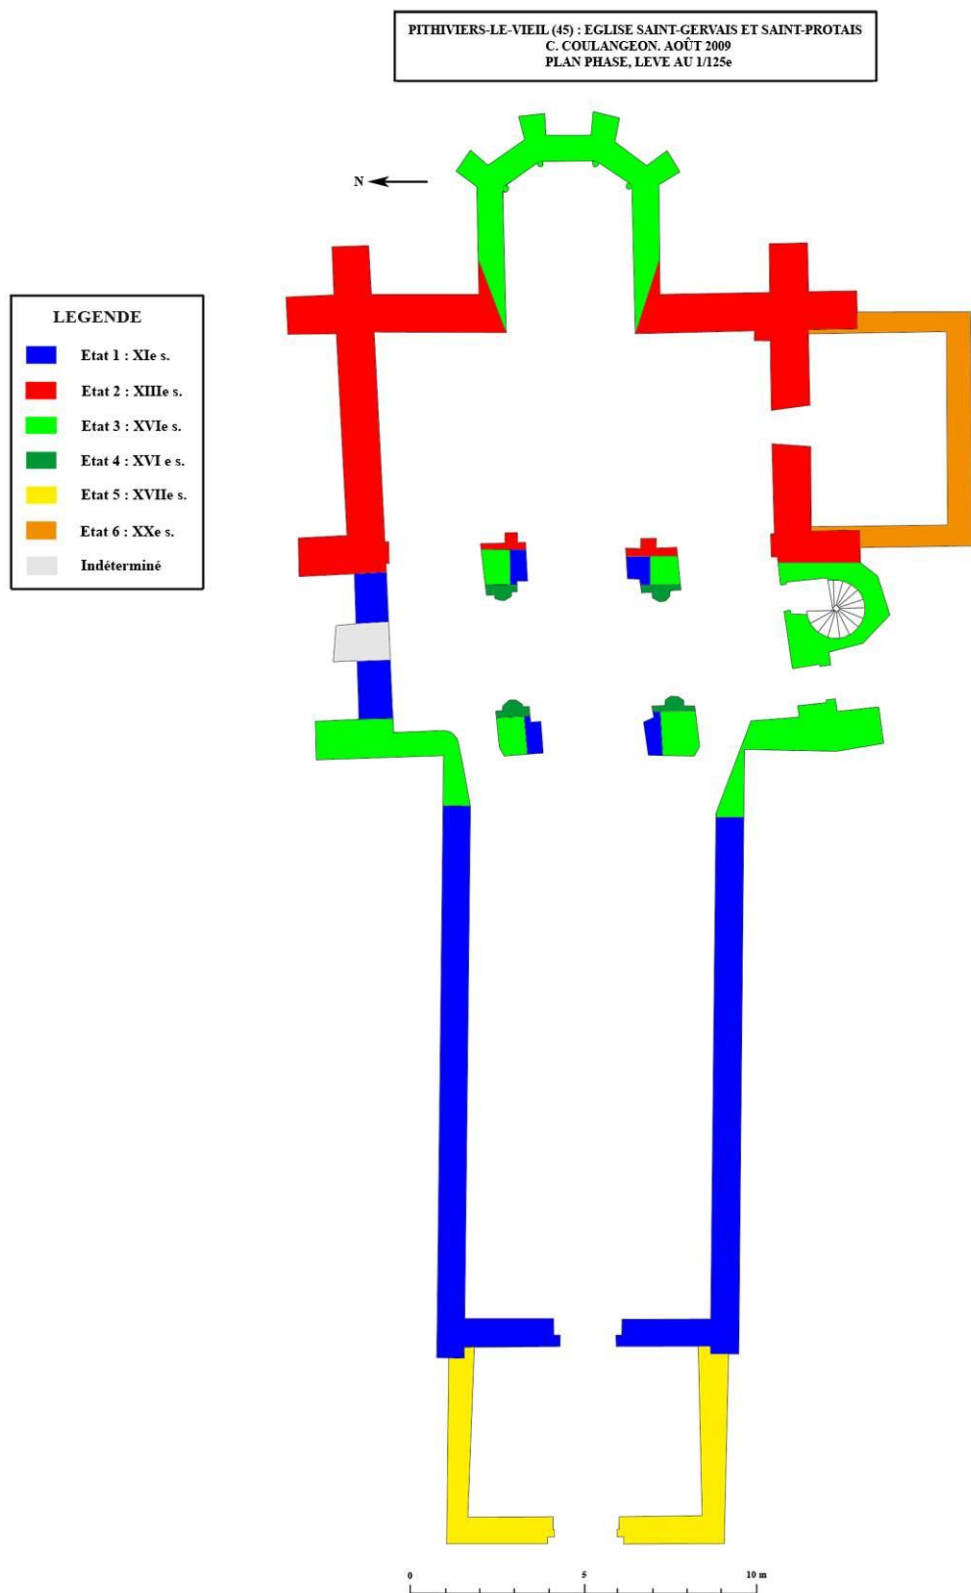 PITHIVIERS-LE-VIEIL (45) : EGLISE SAINT-GERVAIS ET SAINT-PROTAIS
C. COULANGEON. AOÛT 2009
PLAN PHASE, LEVE AU 1/125e
N
LEGENDE
Etat 1 : XIe s.
Etat 2 : XIIIe s.
Etat 3 : XVIe s.
Etat 4 : XVI e s.
Etat 5 : XVIIe s.
Etat 6 : XXe s.
Indéterminé
0 5 10 m